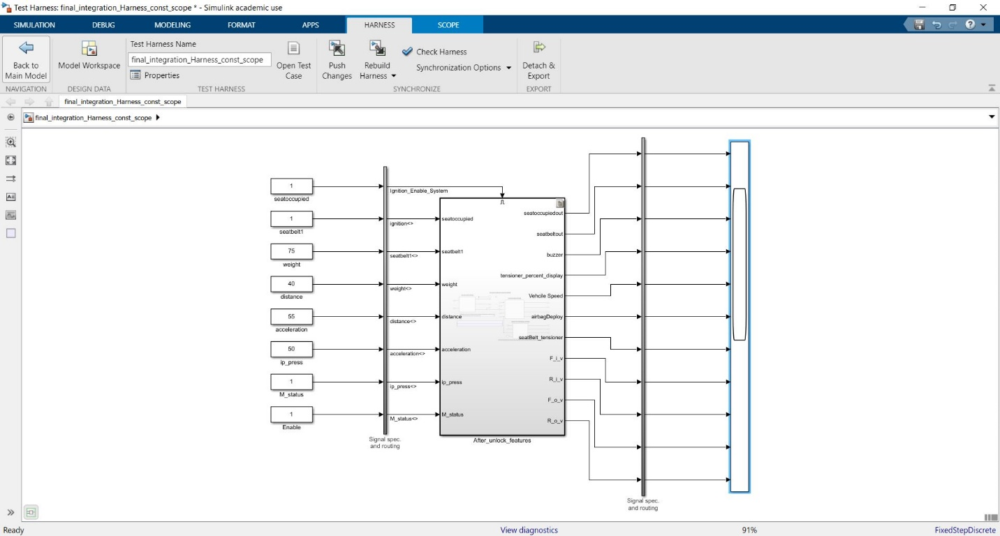 Test Harness: final_integration_Harness_const_scope * - Simulink academic use
SIMULATION DEBUG MODELING FORMAT APPS HARNESS SCOPE
Back to
Main Model
Model Workspace
Test Harness Name
final_integration_Harness_const_scope
Properties
Open Test
Case
Push
Changes
Rebuild
Harness
Check Harness
Synchronization Options
Detach &
Export
NAVIGATION DESIGN DATA TEST HARNESS SYNCHRONIZE EXPORT
final_integration_Harness_const_scope
final_integration_Harness_const_scope
1
seatoccupied
1
seatbelt1
75
weight
40
distance
55
acceleration
50
ip_press
1
M_status
1
Enable
Ignition_Enable_System
ignition<>
seatbelt1<>
weight<>
distance<>
acceleration<>
ip_press<>
M_status<>
Signal spec.
and routing
seatoccupied
seatbelt1
weight
distance
acceleration
ip_press
M_status
seatoccupiedout
seatbeltout
buzzer
tensioner_percent_display
Vehcile Speed
airbagDeploy
seatBelt_tensioner
F_i_v
R_i_v
F_o_v
R_o_v
After_unlock_features
Signal spec.
and routing
Ready View diagnostics 91% FixedStepDiscrete